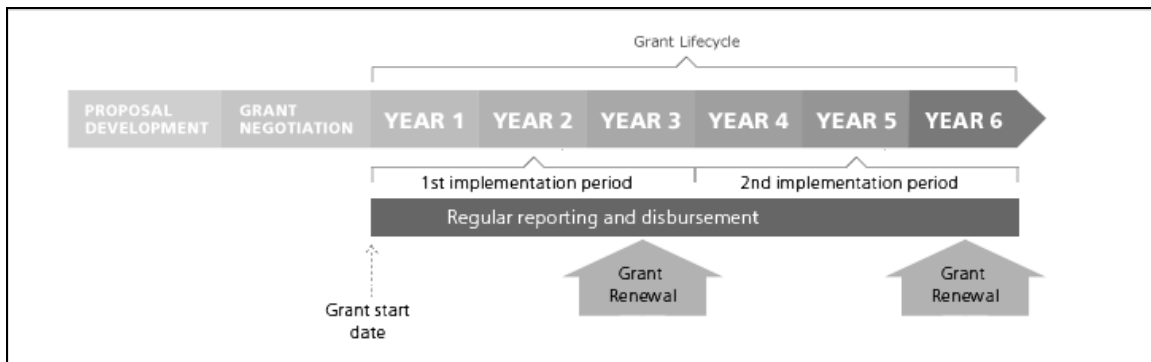 Grant Lifecycle
PROPOSAL
DEVELOPMENT
GRANT
NEGOTIATION
YEAR 1
YEAR 2
YEAR 3
YEAR 4
YEAR 5
YEAR 6
1st implementation period
2nd implementation period
Regular reporting and disbursement
Grant start
date
Grant
Renewal
Grant
Renewal